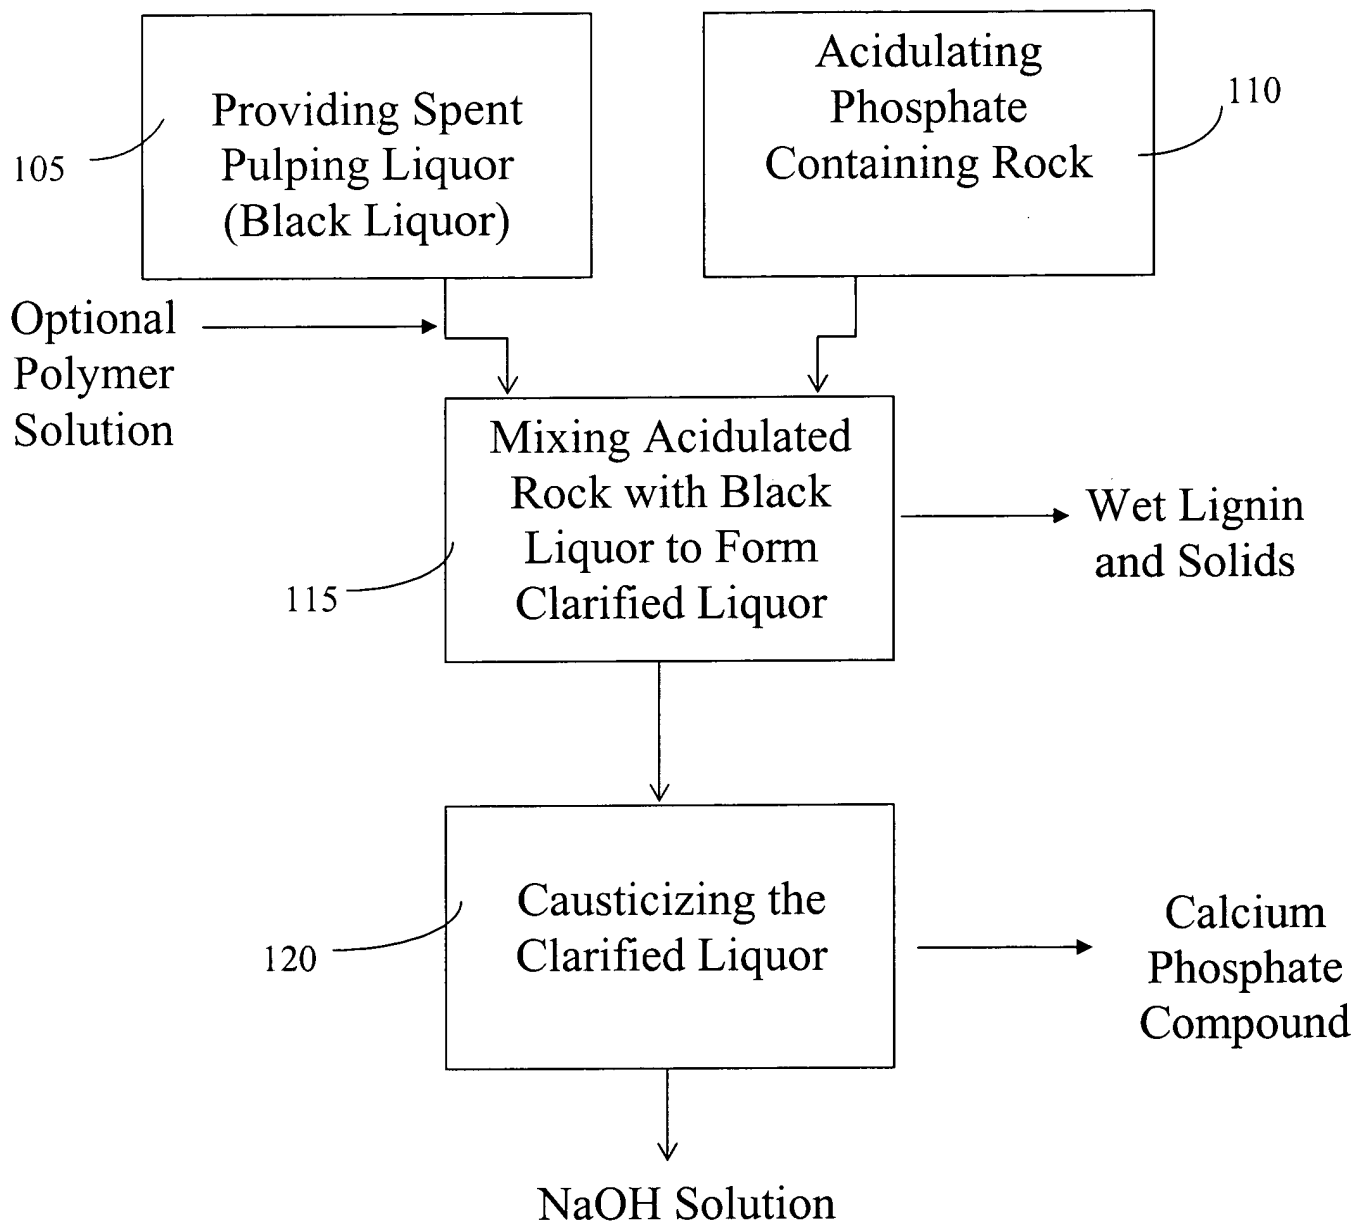 Providing Spent
Pulping Liquor
(Black Liquor)
105
Acidulating
Phosphate
Containing Rock
110
Optional
Polymer
Solution
Mixing Acidulated
Rock with Black
Liquor to Form
Clarified Liquor
115
Wet Lignin
and Solids
Causticizing the
Clarified Liquor
120
Calcium
Phosphate
Compound
NaOH Solution